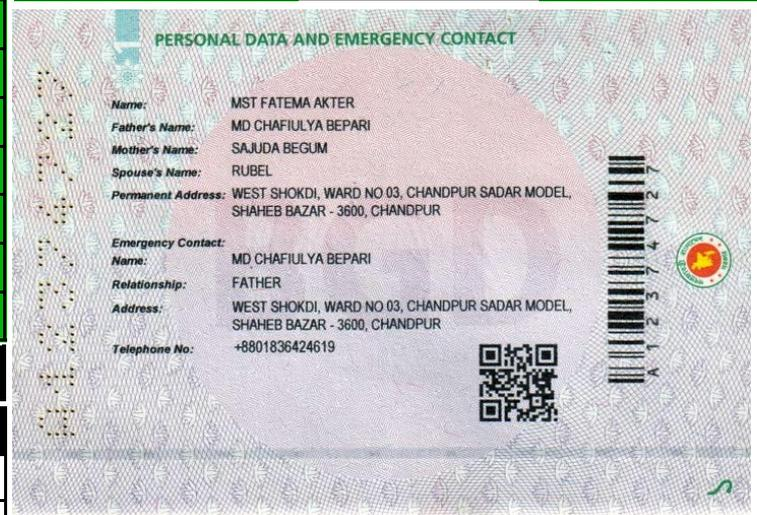 PERSONAL DATA AND EMERGENCY CONTACT
Name: MST FATEMA AKTER
Father's Name: MD CHAFIULYA BEPARI
Mother's Name: SAJUDA BEGUM
Spouse's Name: RUBEL
Permanent Address: WEST SHOKDI, WARD NO 03, CHANDPUR SADAR MODEL,
SHAHEB BAZAR - 3600, CHANDPUR
Emergency Contact:
Name: MD CHAFIULYA BEPARI
Relationship: FATHER
Address: WEST SHOKDI, WARD NO 03, CHANDPUR SADAR MODEL,
SHAHEB BAZAR - 3600, CHANDPUR
Telephone No: +8801836424619
A12374727
BGD